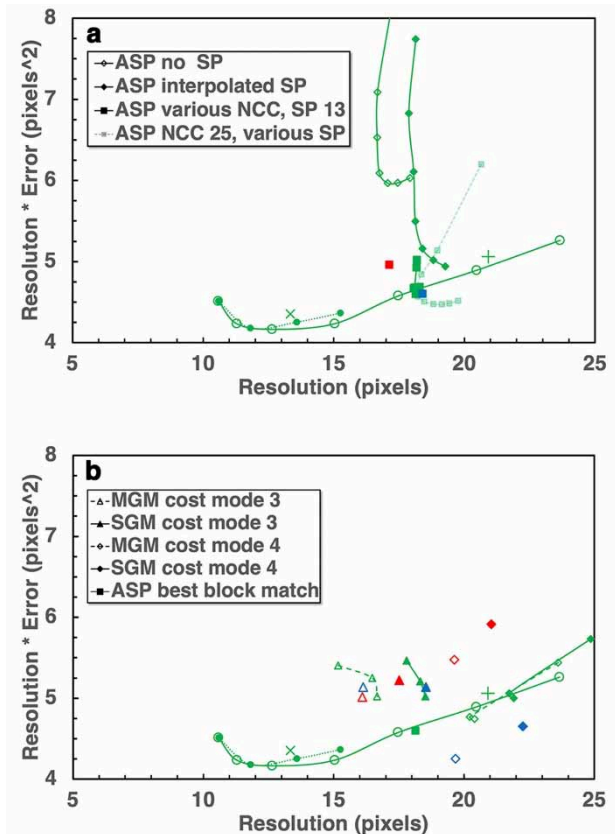 8
a
ASP no SP
ASP interpolated SP
ASP various NCC, SP 13
ASP NCC 25, various SP
7
6
5
4
Resoluton * Error (pixels^2)
5
10
15
20
25
Resolution (pixels)
8
b
MGM cost mode 3
SGM cost mode 3
MGM cost mode 4
SGM cost mode 4
ASP best block match
7
6
5
4
Resolution * Error (pixels^2)
5
10
15
20
25
Resolution (pixels)